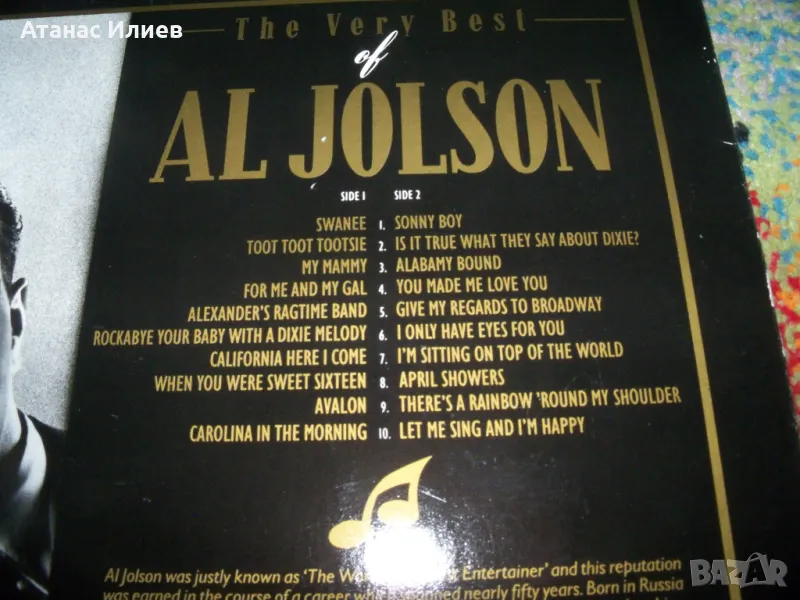 Атанас Илиев
The Very Best
of
AL JOLSON
SIDE 1 SIDE 2
SWANEE 1. SONNY BOY
TOOT TOOT TOOTSIE 2. IS IT TRUE WHAT THEY SAY ABOUT DIXIE?
MY MAMMY 3. ALABAMY BOUND
FOR ME AND MY GAL 4. YOU MADE ME LOVE YOU
ALEXANDER'S RAGTIME BAND 5. GIVE MY REGARDS TO BROADWAY
ROCKABYE YOUR BABY WITH A DIXIE MELODY 6. I ONLY HAVE EYES FOR YOU
CALIFORNIA HERE I COME 7. I'M SITTING ON TOP OF THE WORLD
WHEN YOU WERE SWEET SIXTEEN 8. APRIL SHOWERS
AVALON 9. THERE'S A RAINBOW 'ROUND MY SHOULDER
CAROLINA IN THE MORNING 10. LET ME SING AND I'M HAPPY
Al Jolson was justly known as 'The Entertainer' and this reputation
was earned in the course of a career nearly fifty years. Born in Russia
BAZAR